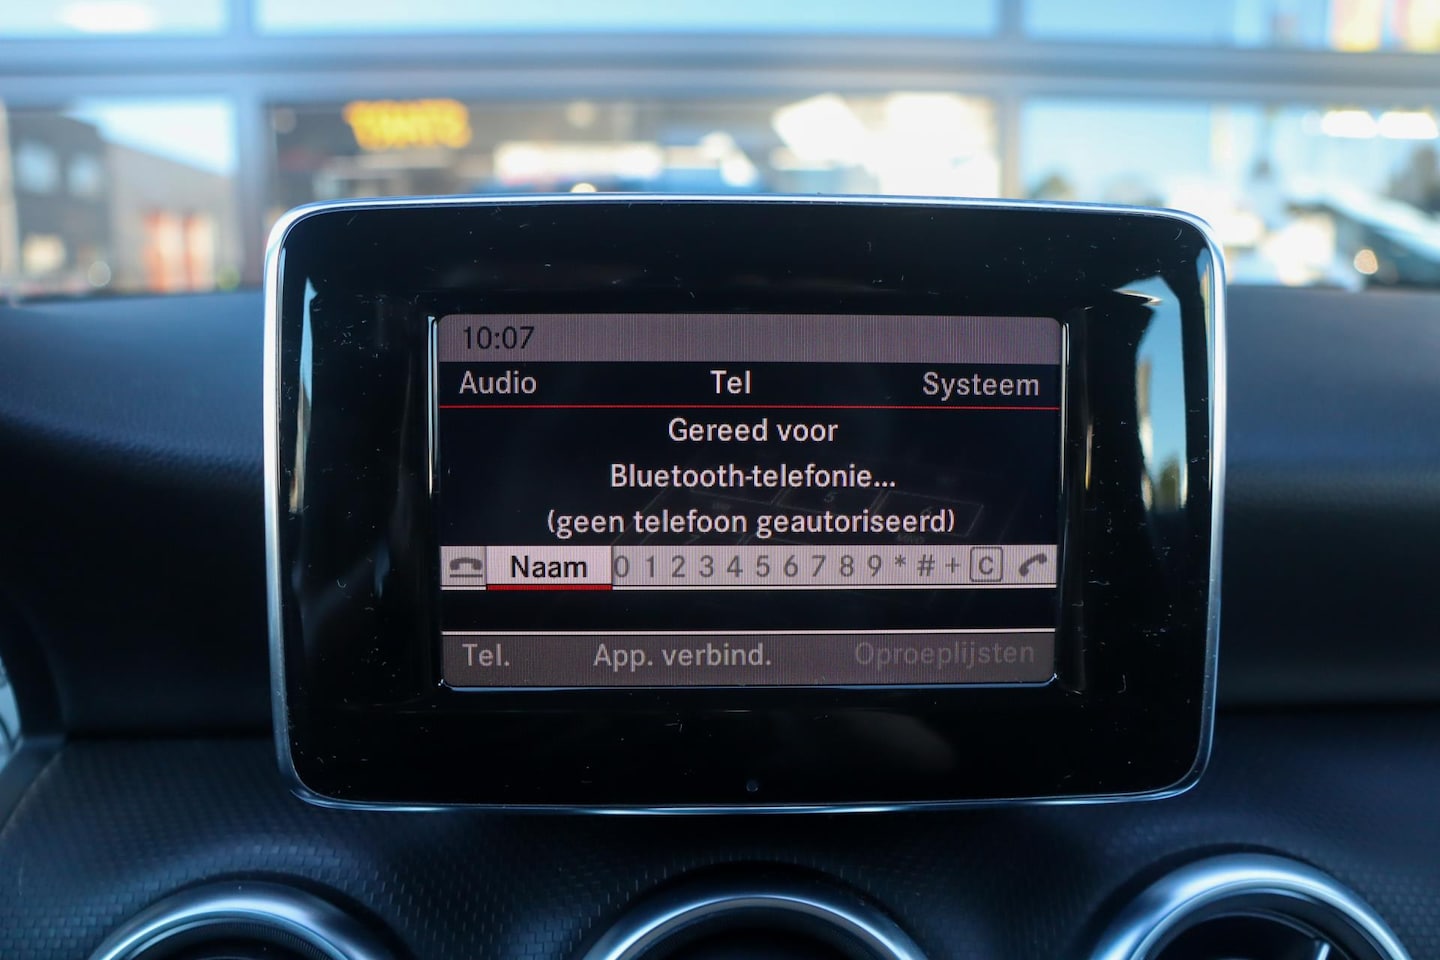 10:07
Audio Tel Systeem
Gereed voor
Bluetooth-telefonie...
(geen telefoon geautoriseerd)
Naam 0 1 2 3 4 5 6 7 8 9 * # + C
Tel. App. verbind. Oproeplijsten